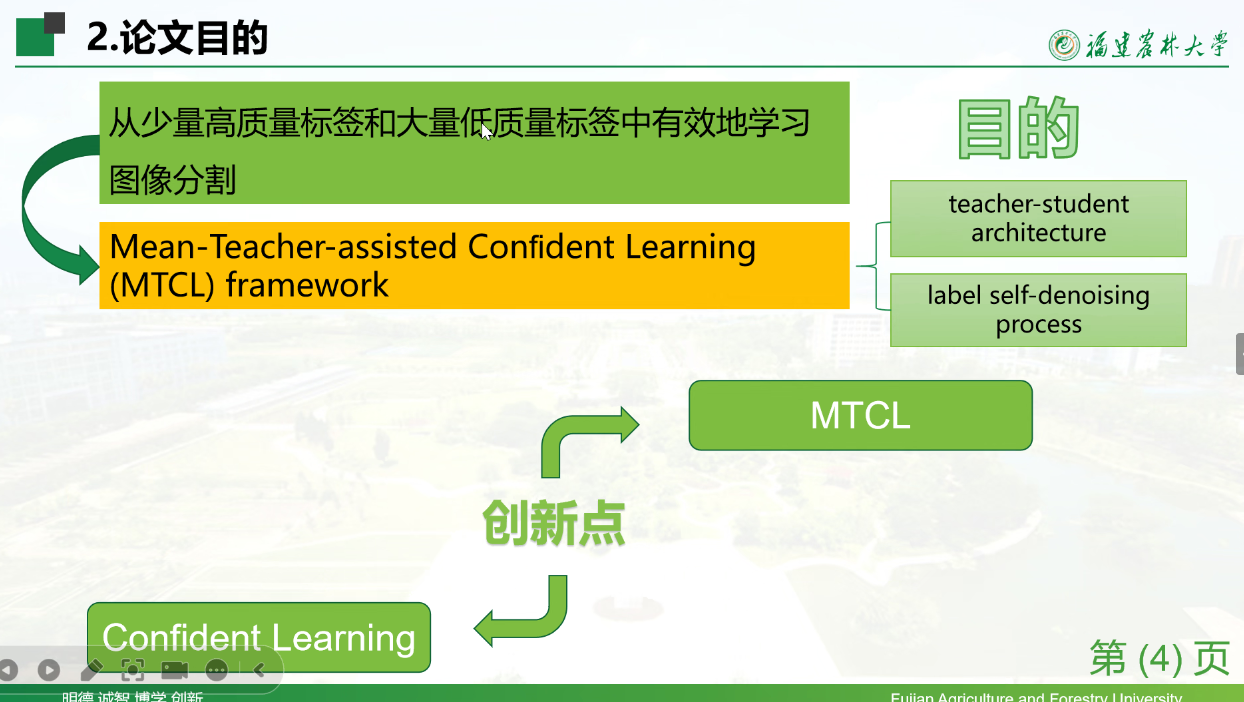 2.论文目的
福建农林大学
从少量高质量标签和大量低质量标签中有效地学习
图像分割
目的
Mean-Teacher-assisted Confident Learning
(MTCL) framework
teacher-student
architecture
label self-denoising
process
MTCL
创新点
Confident Learning
第 (4) 页
明德 诚智 博学 创新
Fujian Agriculture and Forestry University